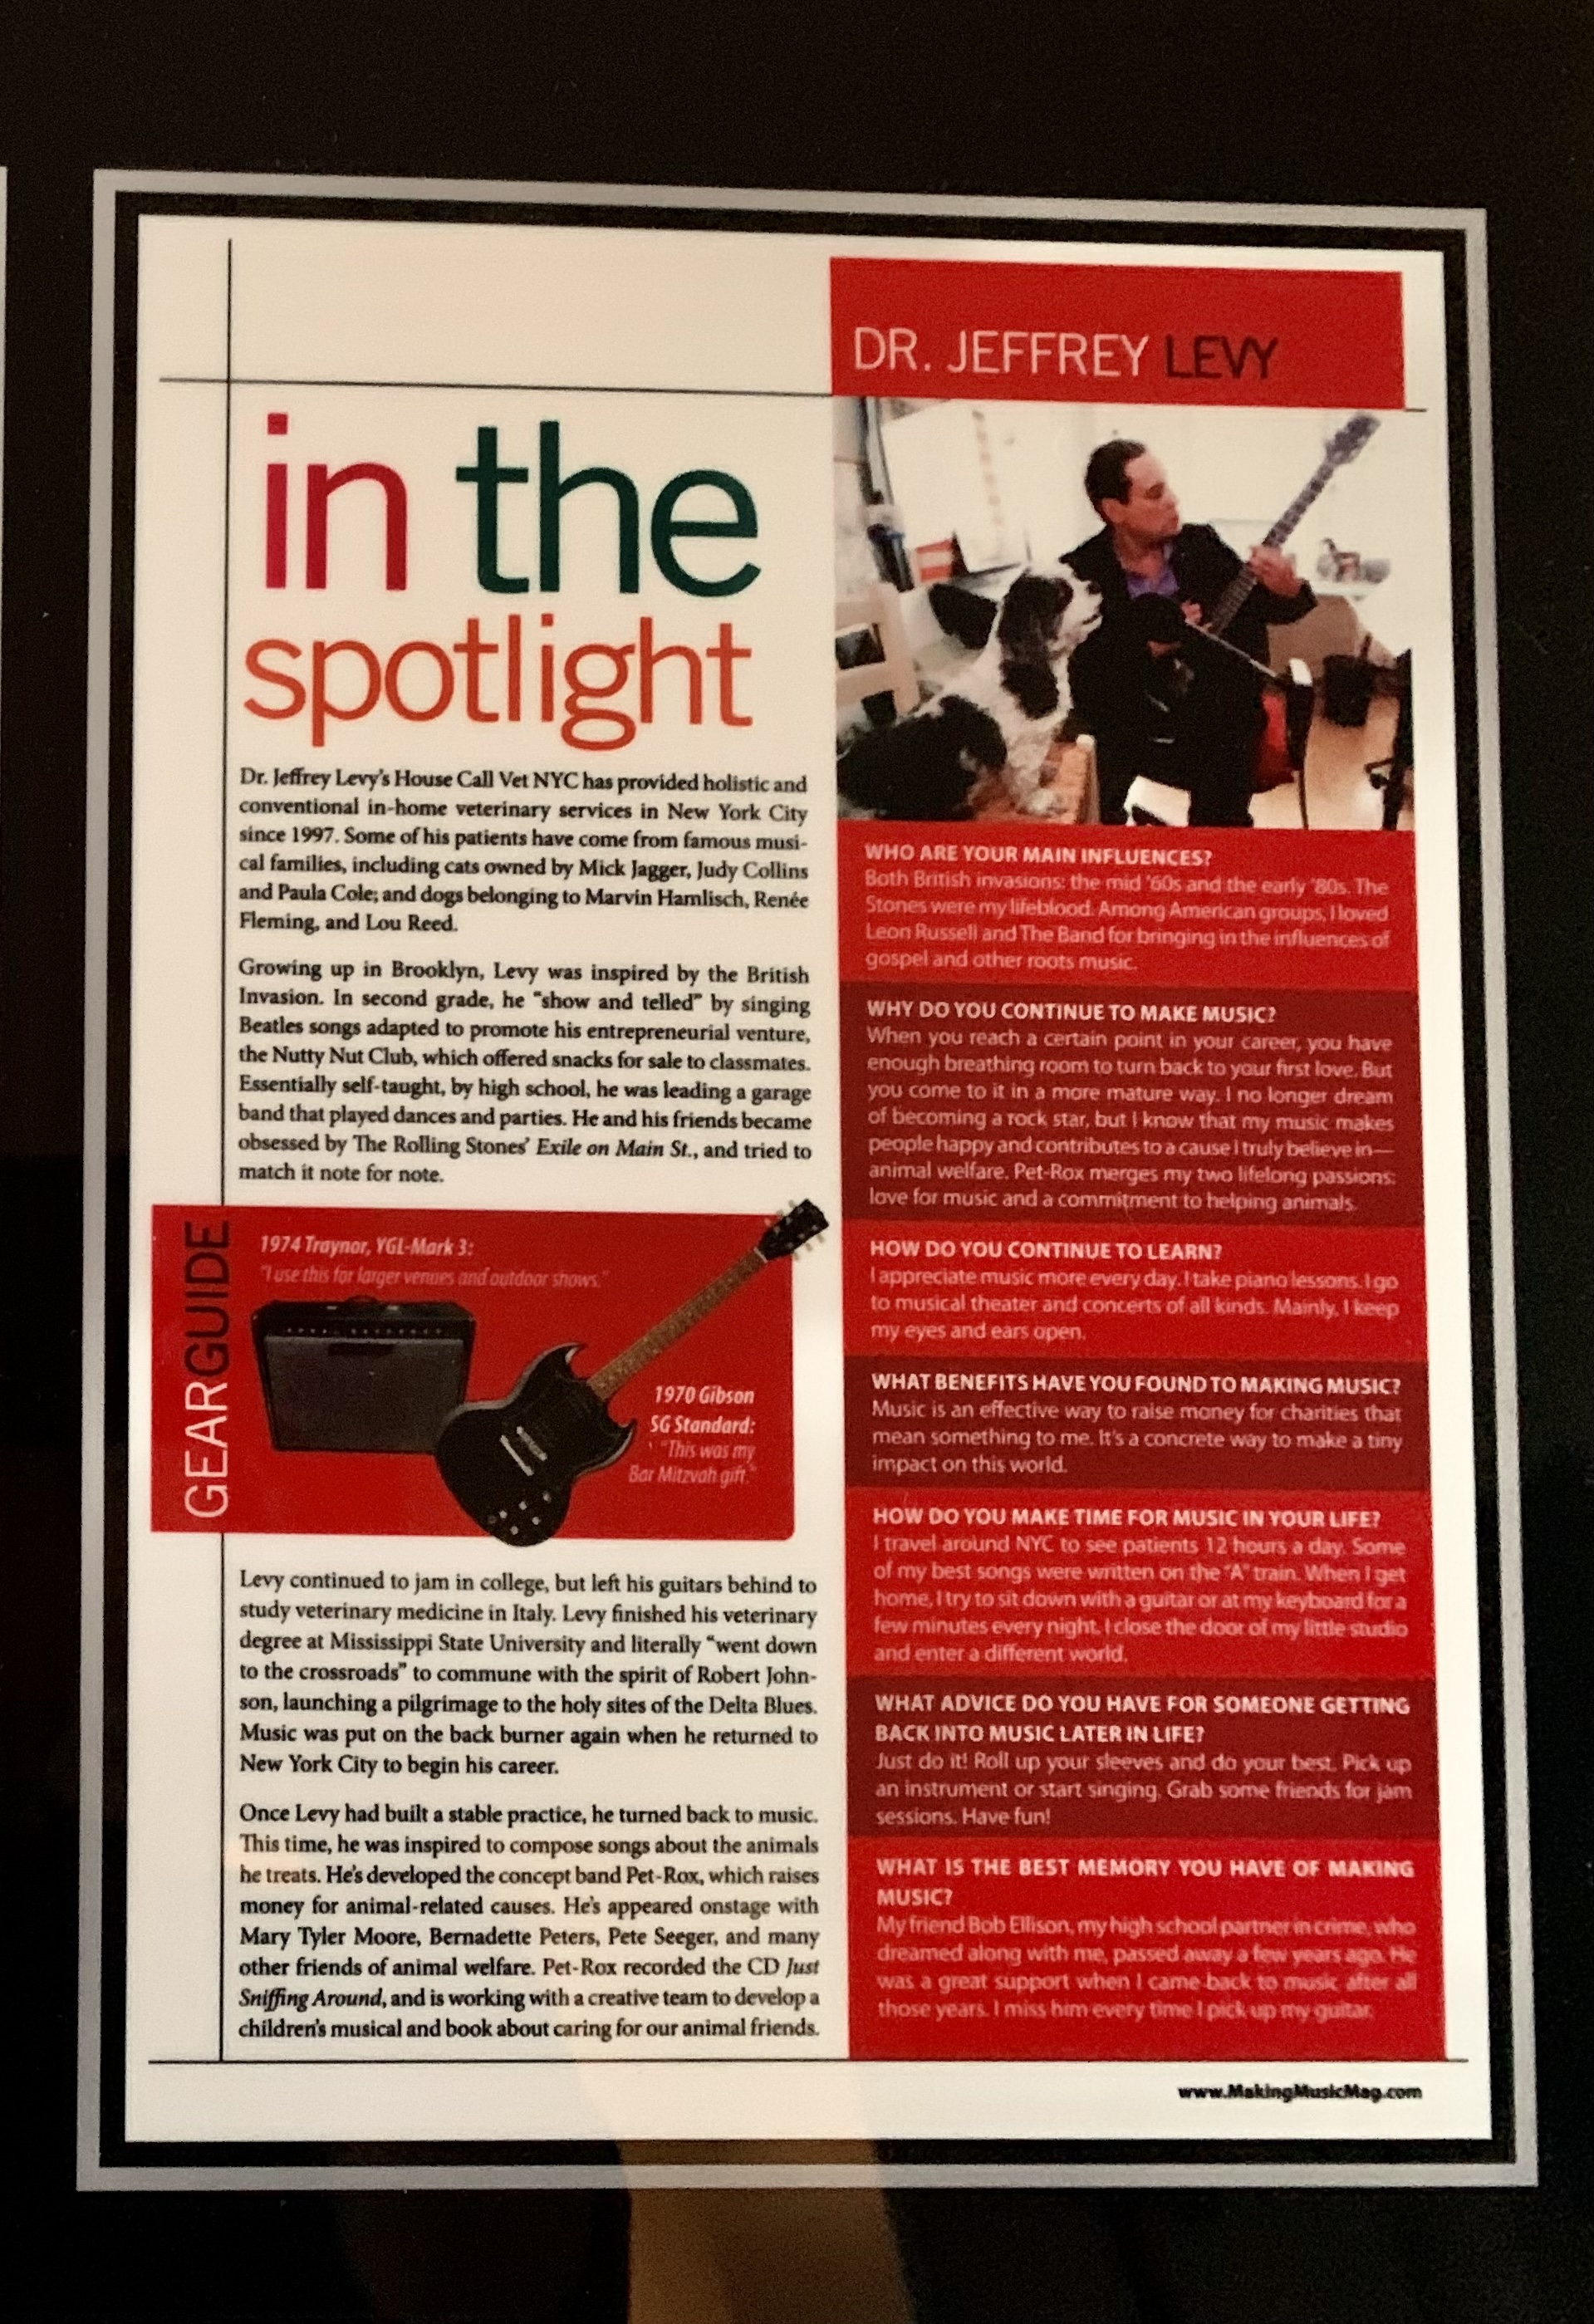 DR. JEFFREY LEVY
in the
spotlight
Dr. Jeffrey Levy's House Call Vet NYC has provided holistic and
conventional in-home veterinary services in New York City
since 1997. Some of his patients have come from famous musi-
cal families, including cats owned by Mick Jagger, Judy Collins
and Paula Cole; and dogs belonging to Marvin Hamlisch, Renée
Fleming, and Lou Reed.
Growing up in Brooklyn, Levy was inspired by the British
Invasion. In second grade, he "show and telled" by singing
Beatles songs adapted to promote his entrepreneurial venture,
the Nutty Nut Club, which offered snacks for sale to classmates.
Essentially self-taught, by high school, he was leading a garage
band that played dances and parties. He and his friends became
obsessed by The Rolling Stones' Exile on Main St., and tried to
match it note for note.
GEARGUIDE
1974 Traynor, YGL-Mark 3:
"I use this for larger venues and outdoor shows."
1970 Gibson
SG Standard:
"This was my
Bar Mitzvah gift."
Levy continued to jam in college, but left his guitars behind to
study veterinary medicine in Italy. Levy finished his veterinary
degree at Mississippi State University and literally "went down
to the crossroads" to commune with the spirit of Robert John-
son, launching a pilgrimage to the holy sites of the Delta Blues.
Music was put on the back burner again when he returned to
New York City to begin his career.
Once Levy had built a stable practice, he turned back to music.
This time, he was inspired to compose songs about the animals
he treats. He's developed the concept band Pet-Rox, which raises
money for animal-related causes. He's appeared onstage with
Mary Tyler Moore, Bernadette Peters, Pete Seeger, and many
other friends of animal welfare. Pet-Rox recorded the CD Just
Sniffing Around, and is working with a creative team to develop a
children's musical and book about caring for our animal friends.
WHO ARE YOUR MAIN INFLUENCES?
Both British invasions: the mid '60s and the early '80s. The
Stones were my lifeblood. Among American groups, I loved
Leon Russell and The Band for bringing in the influences of
gospel and other roots music.
WHY DO YOU CONTINUE TO MAKE MUSIC?
When you reach a certain point in your career, you have
enough breathing room to turn back to your first love. But
you come to it in a more mature way. I no longer dream
of becoming a rock star, but I know that my music makes
people happy and contributes to a cause I truly believe in—
animal welfare. Pet-Rox merges my two lifelong passions:
love for music and a commitment to helping animals.
HOW DO YOU CONTINUE TO LEARN?
I appreciate music more every day. I take piano lessons. I go
to musical theater and concerts of all kinds. Mainly, I keep
my eyes and ears open.
WHAT BENEFITS HAVE YOU FOUND TO MAKING MUSIC?
Music is an effective way to raise money for charities that
mean something to me. It's a concrete way to make a tiny
impact on this world.
HOW DO YOU MAKE TIME FOR MUSIC IN YOUR LIFE?
I travel around NYC to see patients 12 hours a day. Some
of my best songs were written on the "A" train. When I get
home, I try to sit down with a guitar or at my keyboard for a
few minutes every night. I close the door of my little studio
and enter a different world.
WHAT ADVICE DO YOU HAVE FOR SOMEONE GETTING
BACK INTO MUSIC LATER IN LIFE?
Just do it! Roll up your sleeves and do your best. Pick up
an instrument or start singing. Grab some friends for jam
sessions. Have fun!
WHAT IS THE BEST MEMORY YOU HAVE OF MAKING
MUSIC?
My friend Bob Ellison, my high school partner in crime, who
dreamed along with me, passed away a few years ago. He
was a great support when I came back to music after all
those years. I miss him every time I pick up my guitar.
www.MakingMusicMag.com